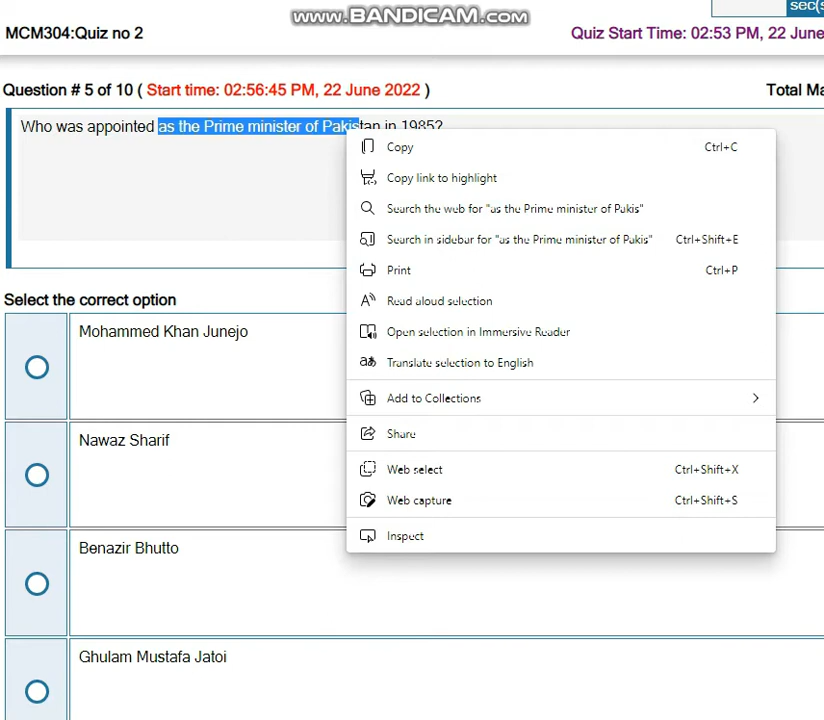 www.BANDICAM.com
sec(s
MCM304:Quiz no 2
Quiz Start Time: 02:53 PM, 22 June
Question # 5 of 10 ( Start time: 02:56:45 PM, 22 June 2022 )
Total Ma
Who was appointed as the Prime minister of Pakistan in 1985?
Copy Ctrl+C
Copy link to highlight
Search the web for "as the Prime minister of Pakis"
Search in sidebar for "as the Prime minister of Pakis" Ctrl+Shift+E
Print Ctrl+P
Read aloud selection
Open selection in Immersive Reader
Translate selection to English
Add to Collections
Share
Web select Ctrl+Shift+X
Web capture Ctrl+Shift+S
Inspect
Select the correct option
Mohammed Khan Junejo
Nawaz Sharif
Benazir Bhutto
Ghulam Mustafa Jatoi